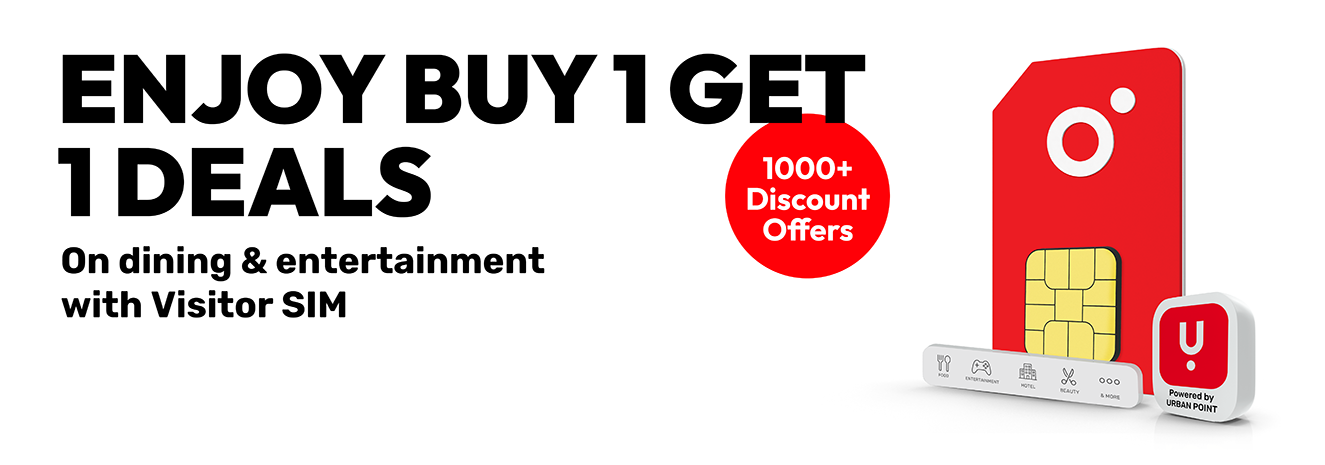 ENJOY BUY 1 GET
1 DEALS
On dining & entertainment
with Visitor SIM
1000+
Discount
Offers
FOOD
ENTERTAINMENT
HOTEL
BEAUTY
& MORE
Powered by
URBAN POINT